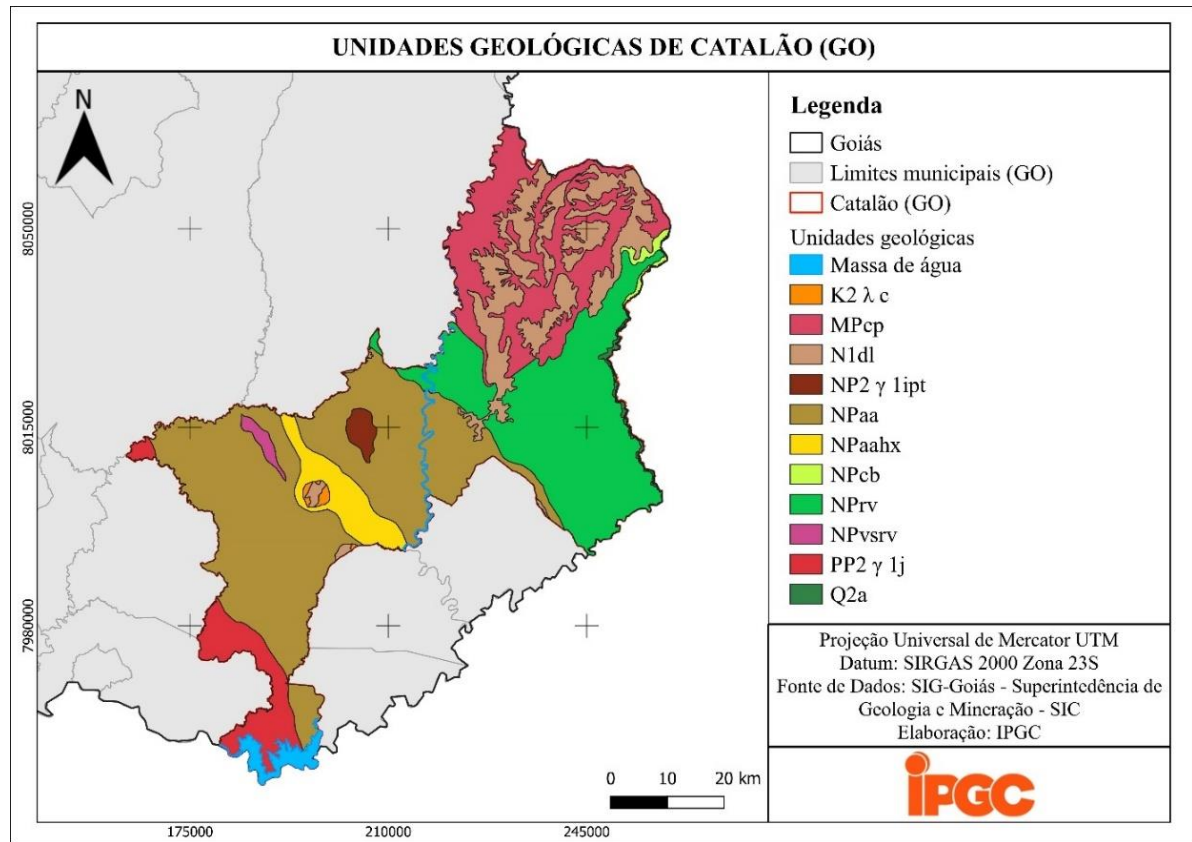 UNIDADES GEOLÓGICAS DE CATALÃO (GO)
N
8050000
8015000
7980000
175000
210000
245000
0 10 20 km
Legenda
Goiás
Limites municipais (GO)
Catalão (GO)
Unidades geológicas
Massa de água
K2 λ c
MPcp
N1dl
NP2 γ 1ipt
NPaa
NPaahx
NPcb
NPrv
NPvsrv
PP2 γ 1j
Q2a
Projeção Universal de Mercator UTM
Datum: SIRGAS 2000 Zona 23S
Fonte de Dados: SIG-Goiás - Superintedência de
Geologia e Mineração - SIC
Elaboração: IPGC
iPGC